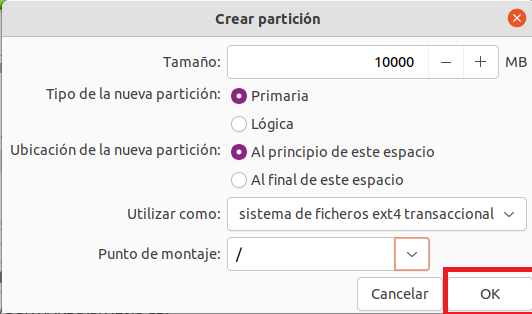 Crear partición
Tamaño: 10000 MB
Tipo de la nueva partición: Primaria
Lógica
Ubicación de la nueva partición: Al principio de este espacio
Al final de este espacio
Utilizar como: sistema de ficheros ext4 transaccional
Punto de montaje: /
Cancelar OK